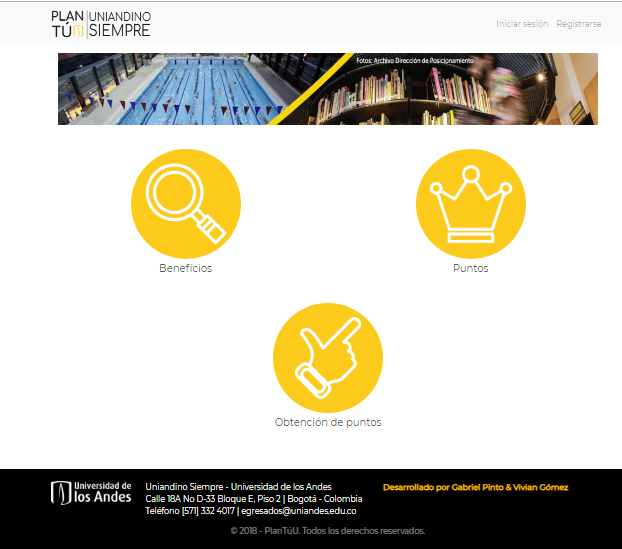 PLAN TÚU
UNIANDINO SIEMPRE
Iniciar sesión Registrarse
Fotos: Archivo Dirección de Posicionamiento
Beneficios
Puntos
Obtención de puntos
Universidad de los Andes
Uniandino Siempre - Universidad de los Andes
Calle 18A No D-33 Bloque E, Piso 2 | Bogotá - Colombia
Teléfono [571] 332 4017 | egresados@uniandes.edu.co
Desarrollado por Gabriel Pinto & Vivian Gómez
© 2018 - PlanTúU. Todos los derechos reservados.